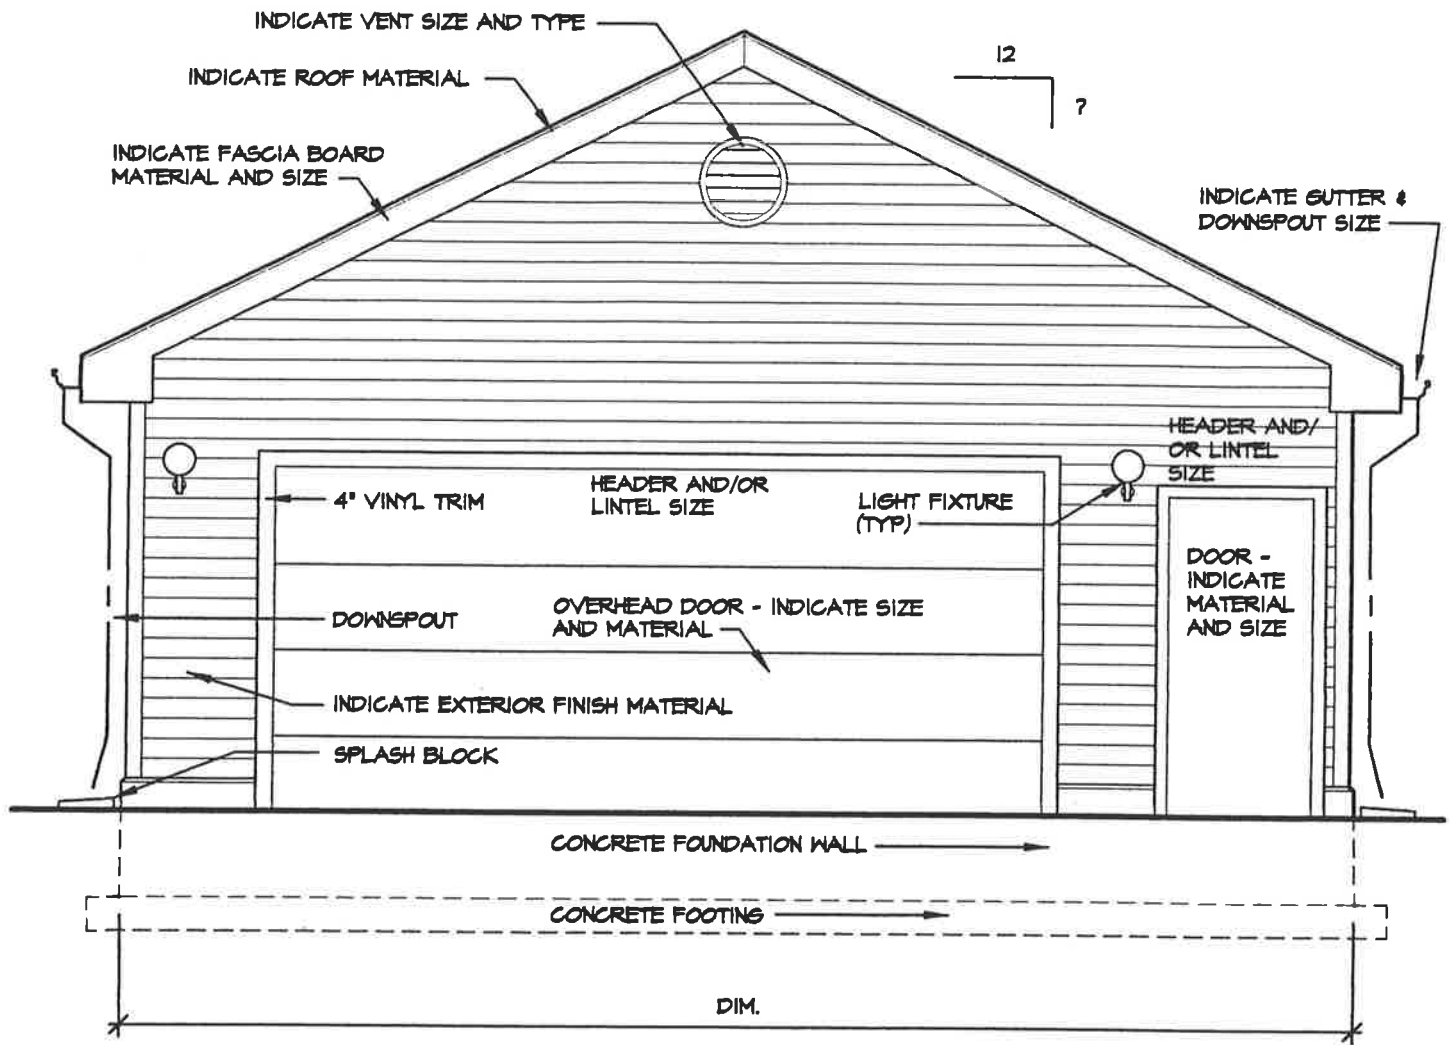 INDICATE VENT SIZE AND TYPE
INDICATE ROOF MATERIAL
12
?
INDICATE FASCIA BOARD
MATERIAL AND SIZE
INDICATE GUTTER &
DOWNSPOUT SIZE
HEADER AND/
OR LINTEL
SIZE
4" VINYL TRIM
HEADER AND/OR
LINTEL SIZE
LIGHT FIXTURE
(TYP)
DOOR -
INDICATE
MATERIAL
AND SIZE
DOWNSPOUT
OVERHEAD DOOR - INDICATE SIZE
AND MATERIAL
INDICATE EXTERIOR FINISH MATERIAL
SPLASH BLOCK
CONCRETE FOUNDATION WALL
CONCRETE FOOTING
DIM.